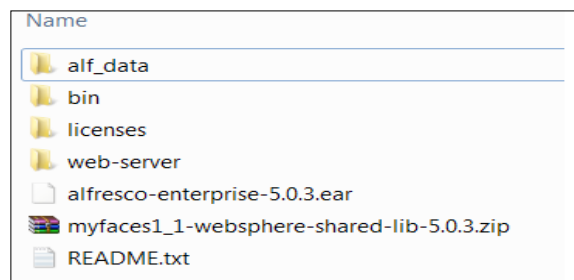 Name
alf_data
bin
licenses
web-server
alfresco-enterprise-5.0.3.ear
myfaces1_1-websphere-shared-lib-5.0.3.zip
README.txt